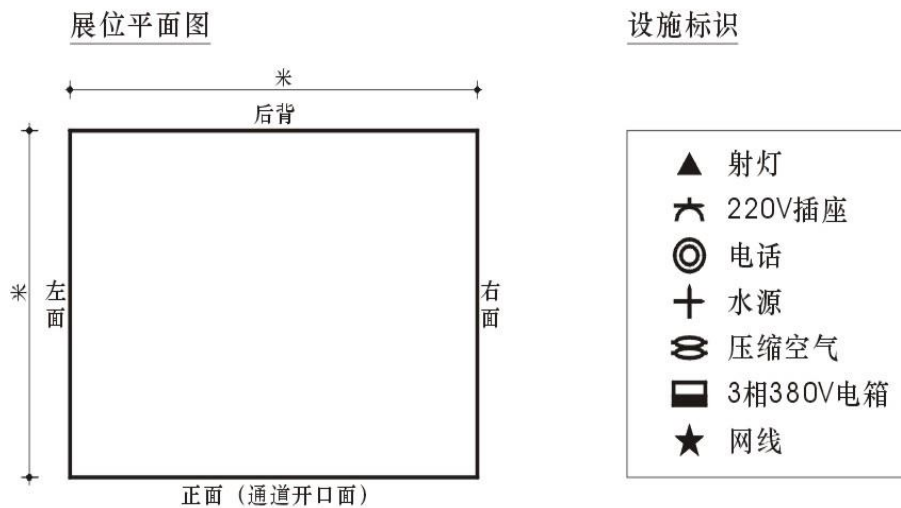 展位平面图
设施标识
米
后背
米
左面
右面
正面（通道开口面）
射灯
220V插座
电话
水源
压缩空气
3相380V电箱
网线